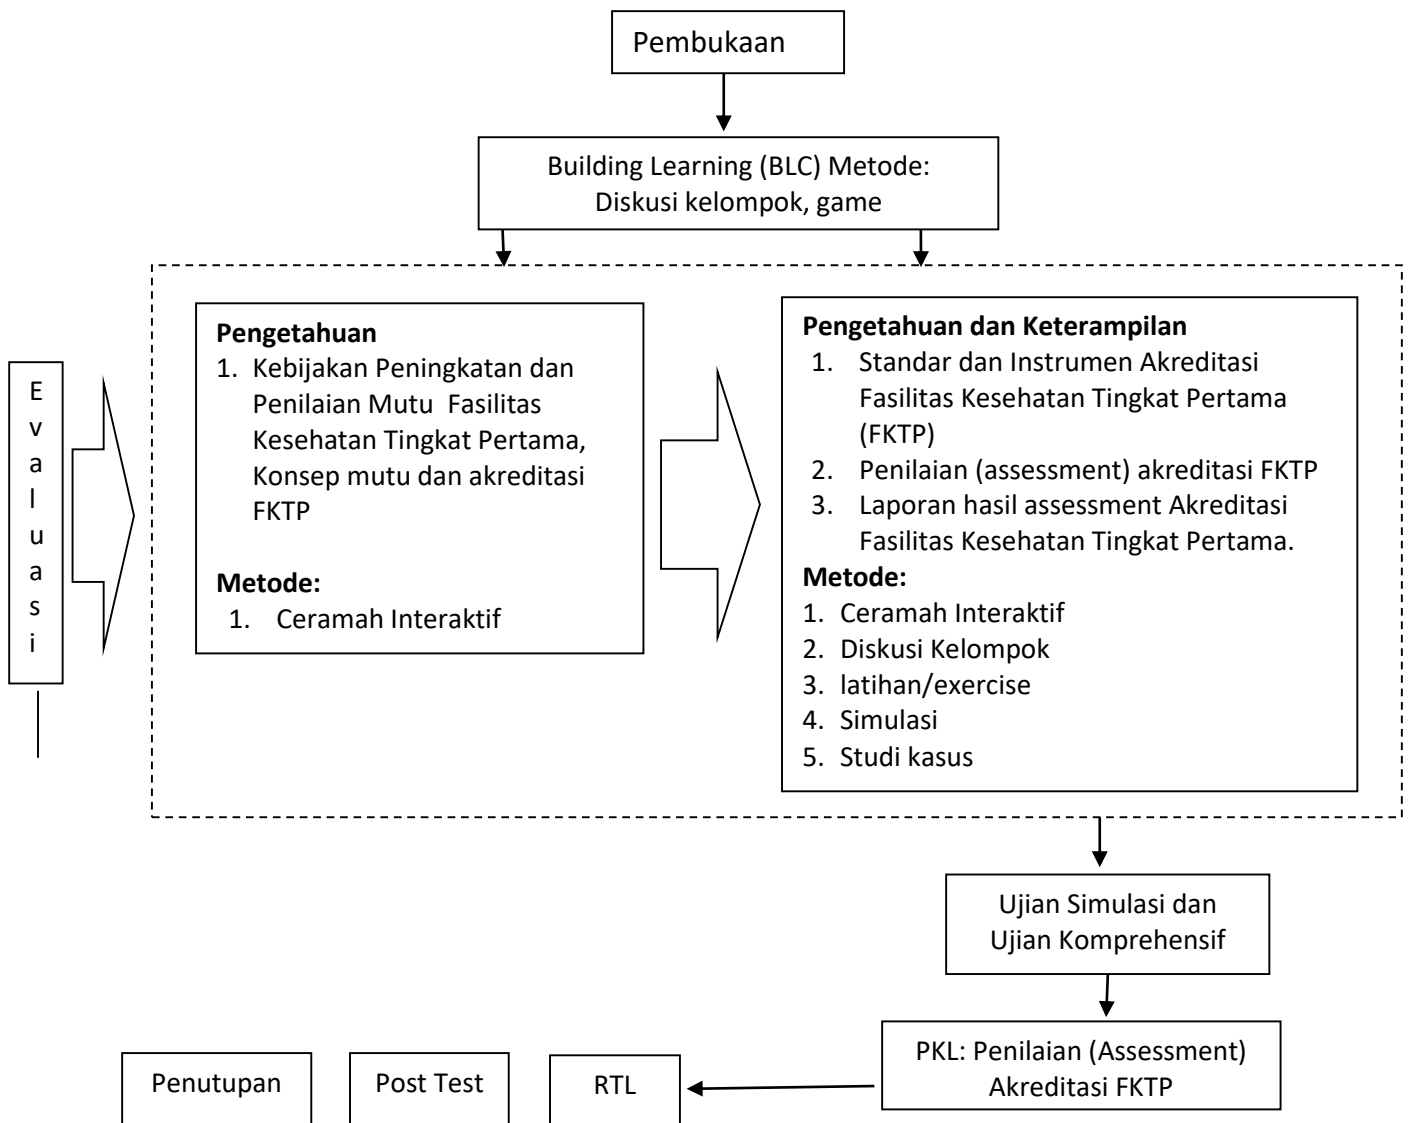 Pembukaan
Building Learning (BLC) Metode:
Diskusi kelompok, game
E
v
a
l
u
a
s
i
Pengetahuan
1. Kebijakan Peningkatan dan
Penilaian Mutu Fasilitas
Kesehatan Tingkat Pertama,
Konsep mutu dan akreditasi
FKTP
Metode:
1. Ceramah Interaktif
Pengetahuan dan Keterampilan
1. Standar dan Instrumen Akreditasi
Fasilitas Kesehatan Tingkat Pertama
(FKTP)
2. Penilaian (assessment) akreditasi FKTP
3. Laporan hasil assessment Akreditasi
Fasilitas Kesehatan Tingkat Pertama.
Metode:
1. Ceramah Interaktif
2. Diskusi Kelompok
3. latihan/exercise
4. Simulasi
5. Studi kasus
Ujian Simulasi dan
Ujian Komprehensif
PKL: Penilaian (Assessment)
Akreditasi FKTP
Penutupan
Post Test
RTL